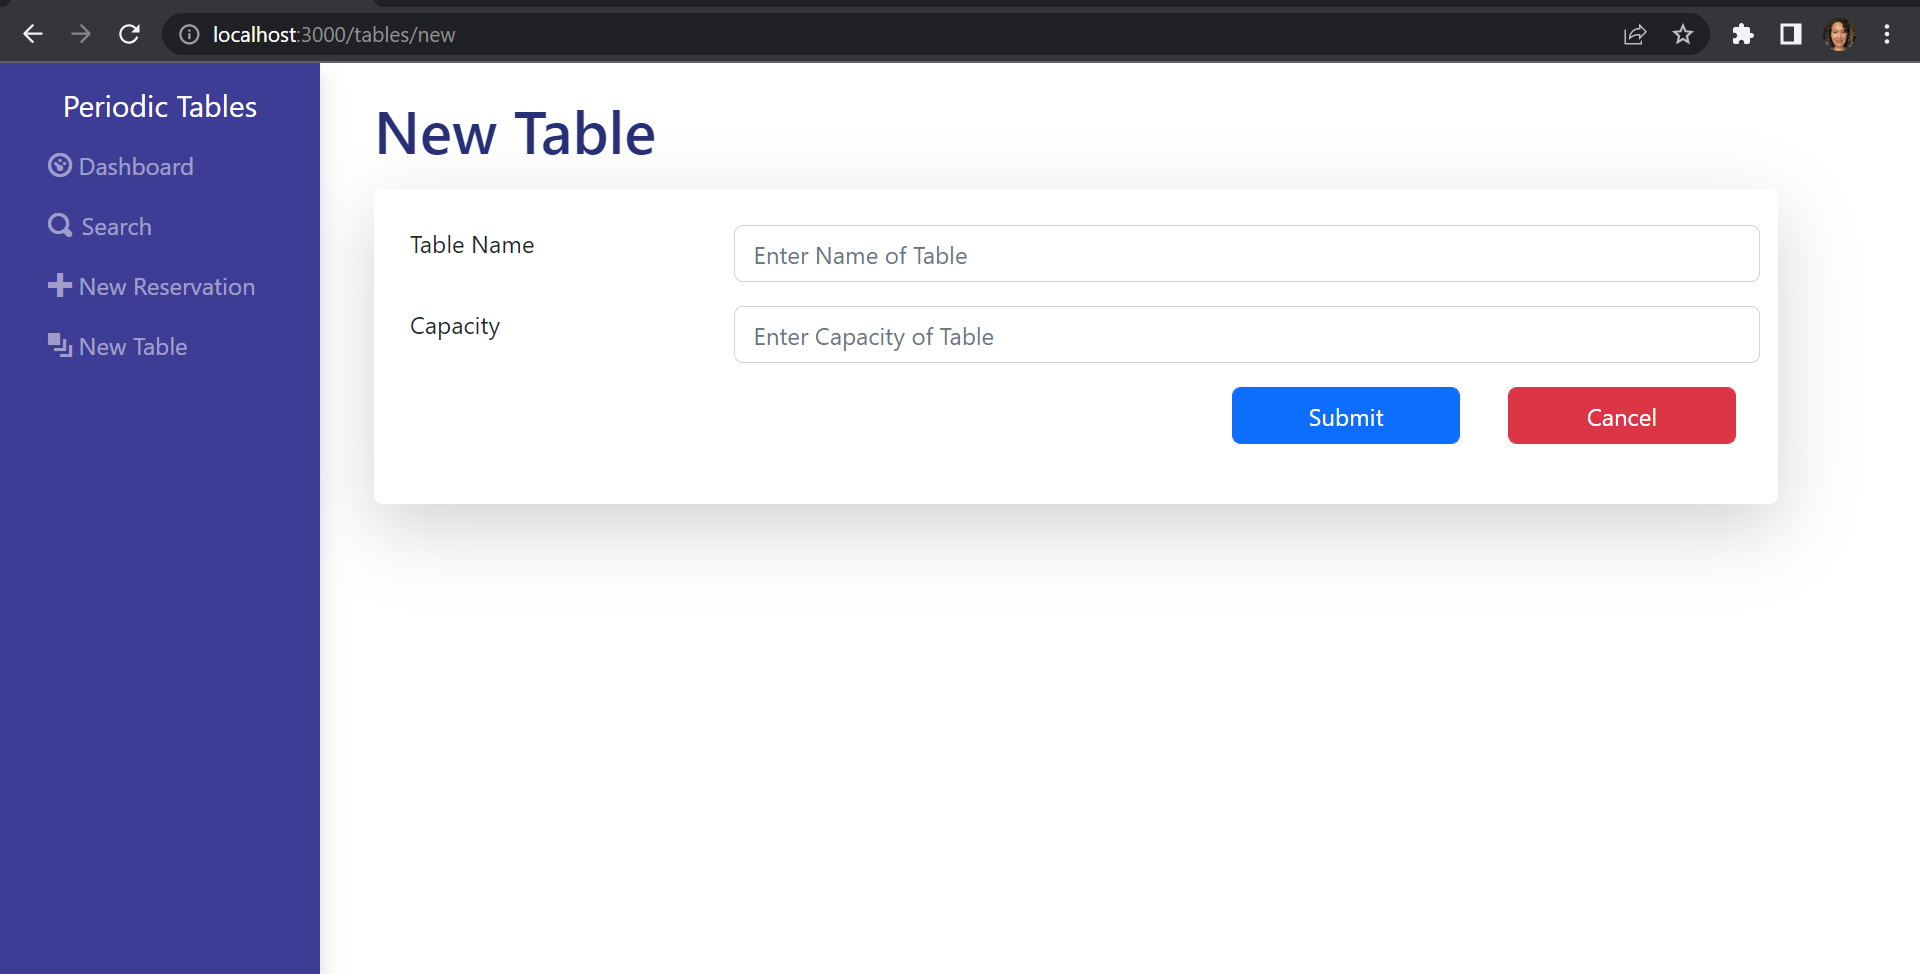 localhost:3000/tables/new
Periodic Tables
Dashboard
Search
New Reservation
New Table
New Table
Table Name
Enter Name of Table
Capacity
Enter Capacity of Table
Submit
Cancel